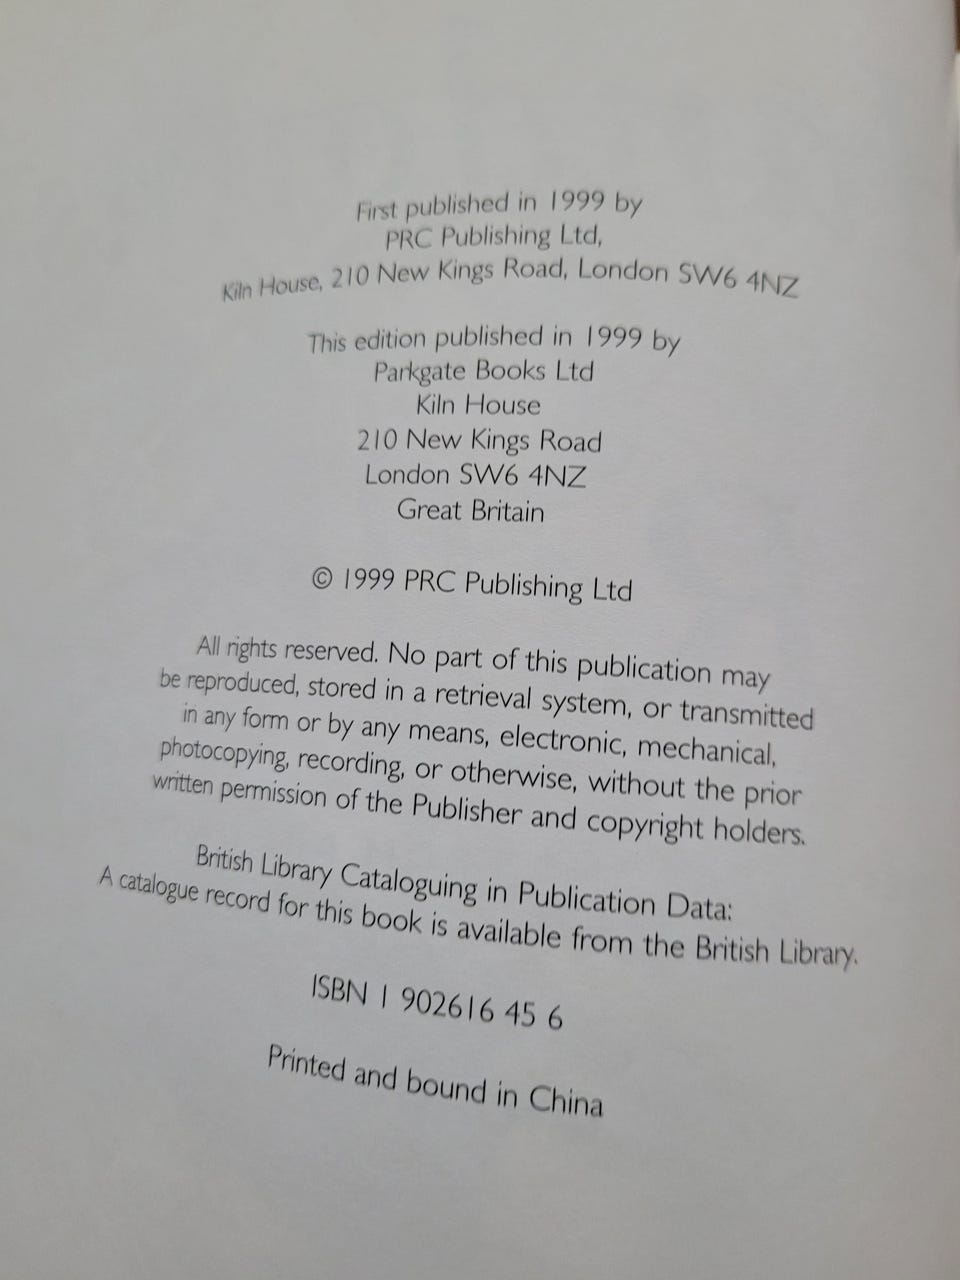 First published in 1999 by
PRC Publishing Ltd,
Kiln House, 210 New Kings Road, London SW6 4NZ
This edition published in 1999 by
Parkgate Books Ltd
Kiln House
210 New Kings Road
London SW6 4NZ
Great Britain
© 1999 PRC Publishing Ltd
All rights reserved. No part of this publication may
be reproduced, stored in a retrieval system, or transmitted
in any form or by any means, electronic, mechanical,
photocopying, recording, or otherwise, without the prior
written permission of the Publisher and copyright holders.
British Library Cataloguing in Publication Data:
A catalogue record for this book is available from the British Library.
ISBN 1 902616 45 6
Printed and bound in China